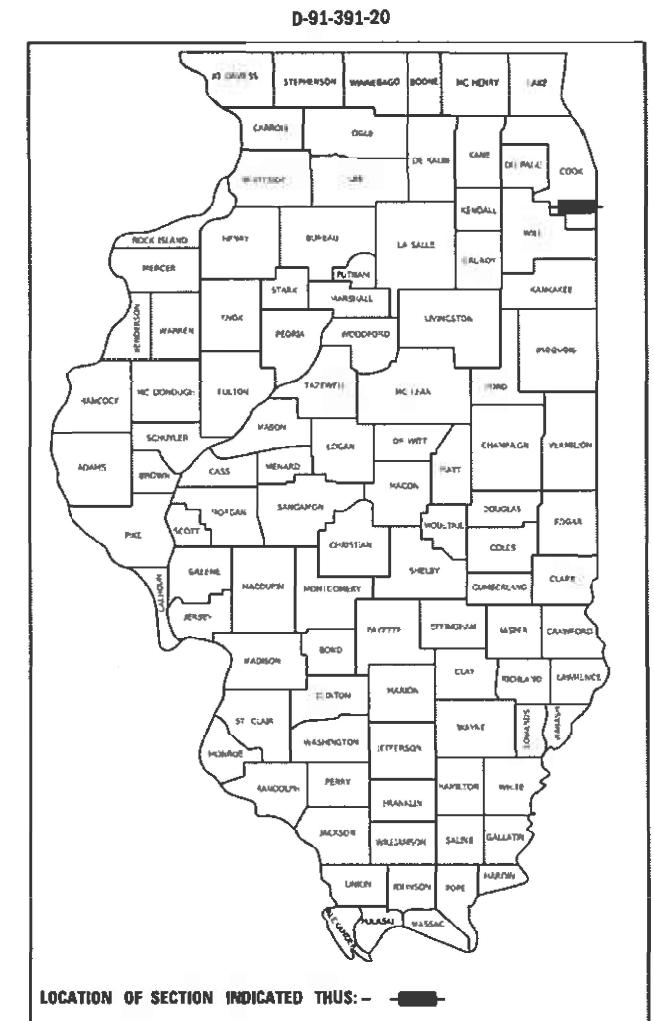 D-91-391-20
JO DAVIESS STEPHENSON WINNEBAGO BOONE MC HENRY LAKE
CARROLL OGLE DE KALB KANE DU PAGE COOK
WHITESIDE LEE KENDALL WILL
ROCK ISLAND HENRY BUREAU LA SALLE GRUNDY
MERCER PUTNAM KANKAKEE
STARK MARSHALL LIVINGSTON
HENDERSON WARREN KNOX PEORIA WOODFORD IROQUOIS
HANCOCK MC DONOUGH FULTON TAZEWELL MC LEAN FORD
MASON
ADAMS SCHUYLER LOGAN DE WITT CHAMPAIGN VERMILION
BROWN CASS MENARD MACON PIATT
PIKE SCOTT MORGAN SANGAMON MOULTRIE DOUGLAS EDGAR
CHRISTIAN COLES
CALHOUN GREENE MACOUPIN MONTGOMERY SHELBY CUMBERLAND CLARK
JERSEY FAYETTE EFFINGHAM JASPER CRAWFORD
MADISON BOND
CLAY RICHLAND LAWRENCE
CLINTON MARION
ST. CLAIR WAYNE EDWARDS WABASH
MONROE WASHINGTON JEFFERSON
RANDOLPH PERRY HAMILTON WHITE
FRANKLIN
JACKSON WILLIAMSON SALINE GALLATIN
UNION JOHNSON POPE HARDIN
ALEXANDER PULASKI MASSAC
LOCATION OF SECTION INDICATED THUS: –